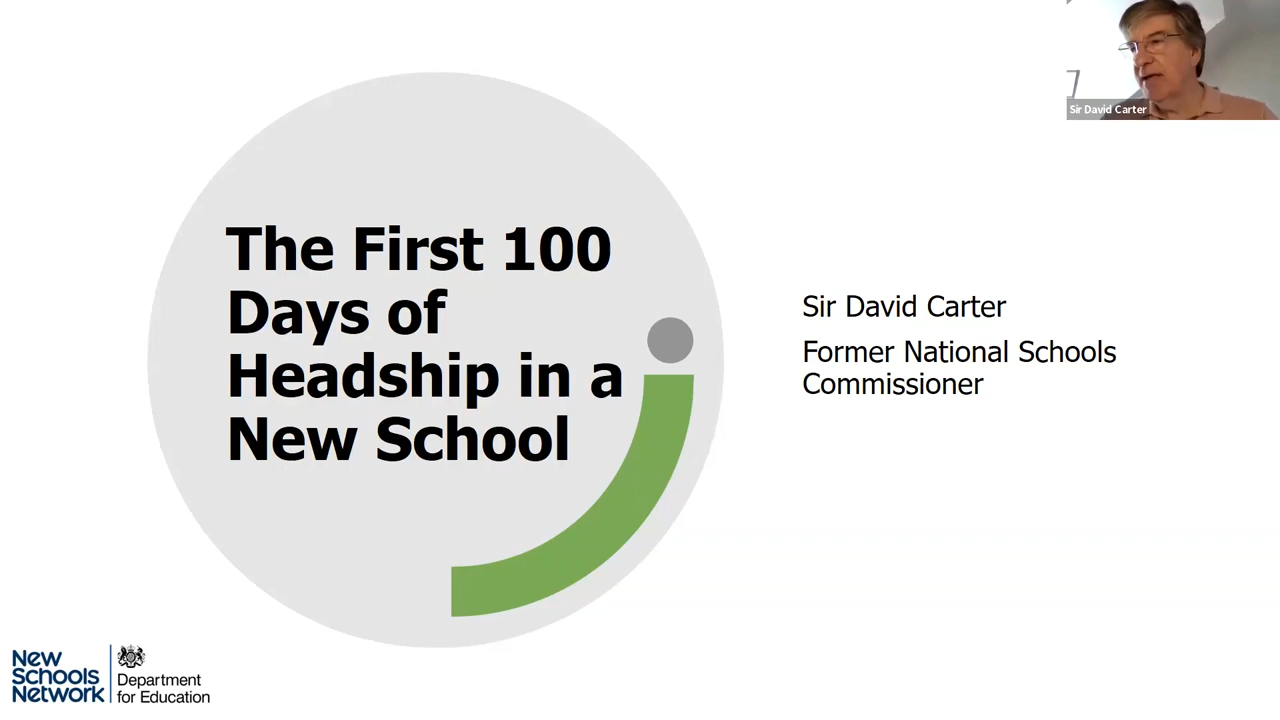 The First 100
Days of
Headship in a
New School
Sir David Carter
Former National Schools
Commissioner
Sir David Carter
New
Schools
Network
Department
for Education